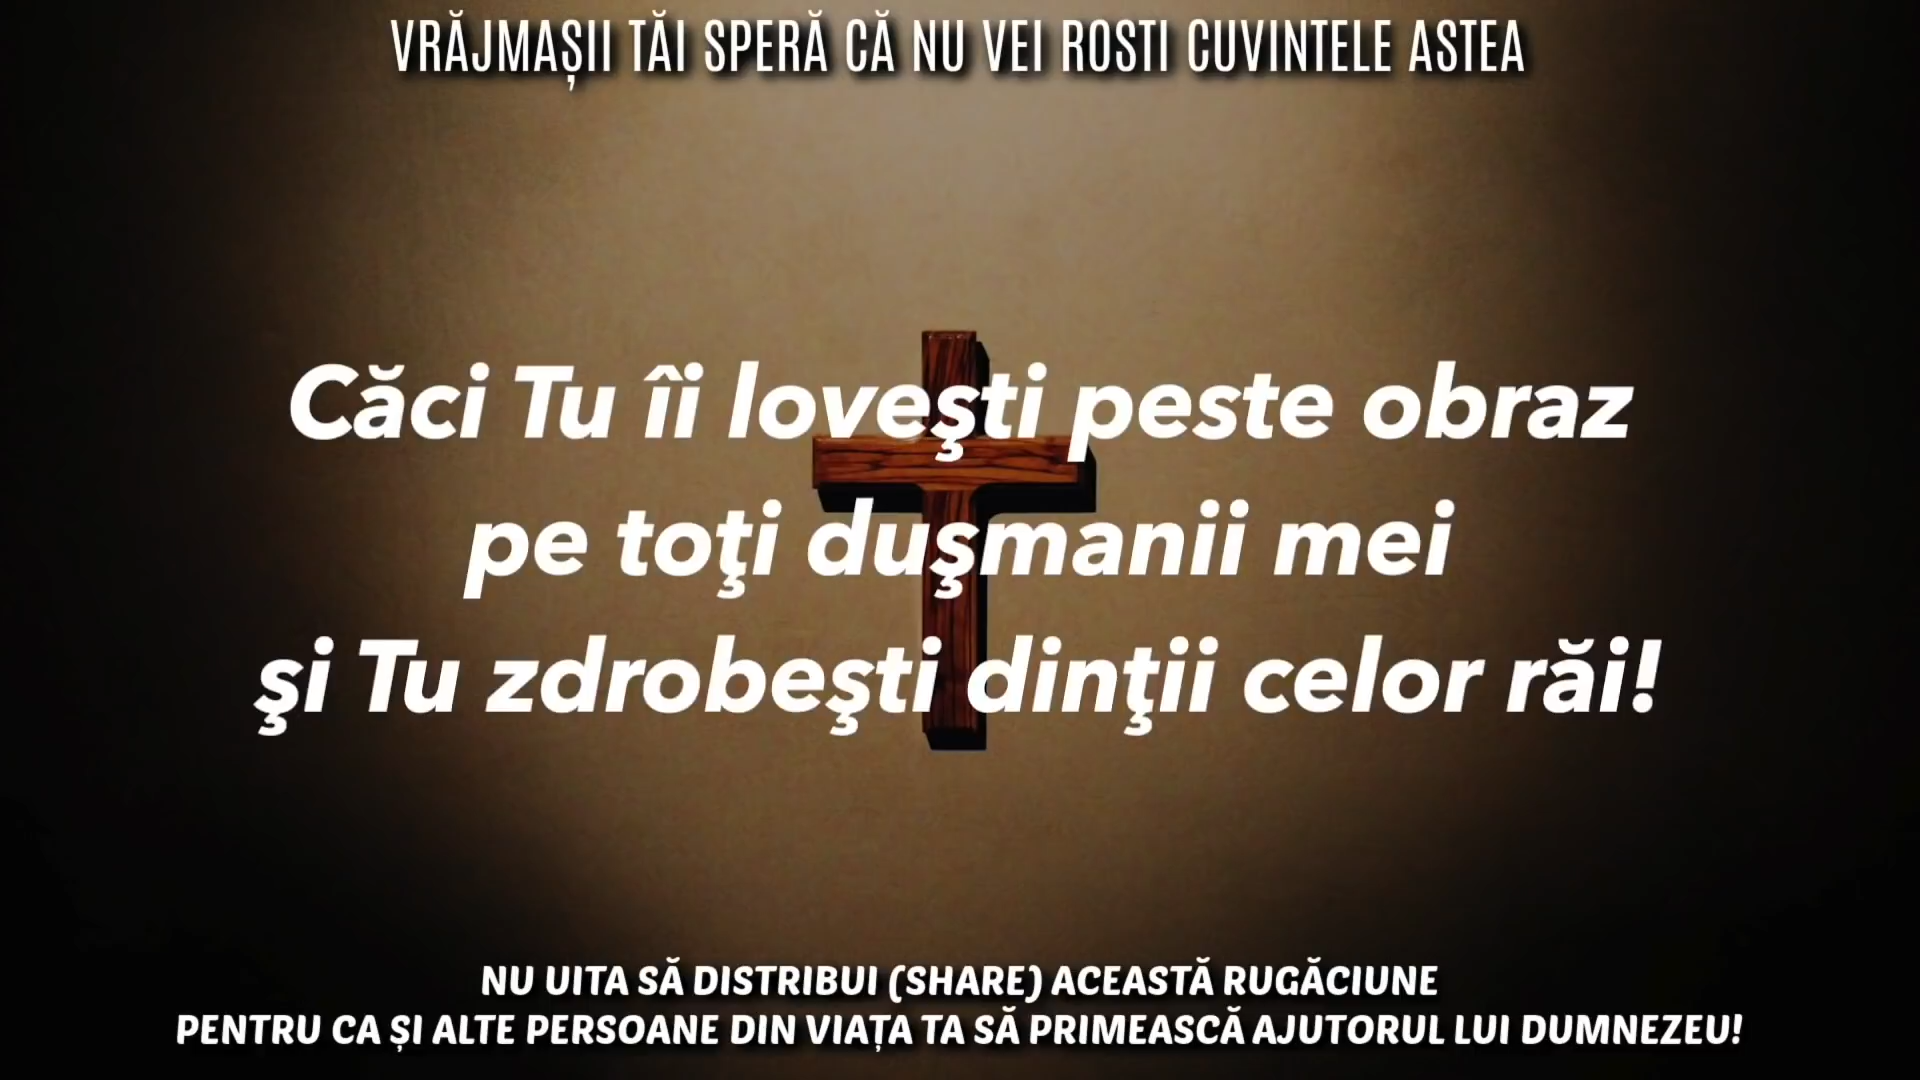 VRĂJMAȘII TĂI SPERĂ CĂ NU VEI ROSTI CUVINTELE ASTEA
Căci Tu îi loveşti peste obraz
pe toţi duşmanii mei
şi Tu zdrobeşti dinţii celor răi!
NU UITA SĂ DISTRIBUI (SHARE) ACEASTĂ RUGĂCIUNE
PENTRU CA ȘI ALTE PERSOANE DIN VIAȚA TA SĂ PRIMEASCĂ AJUTORUL LUI DUMNEZEU!